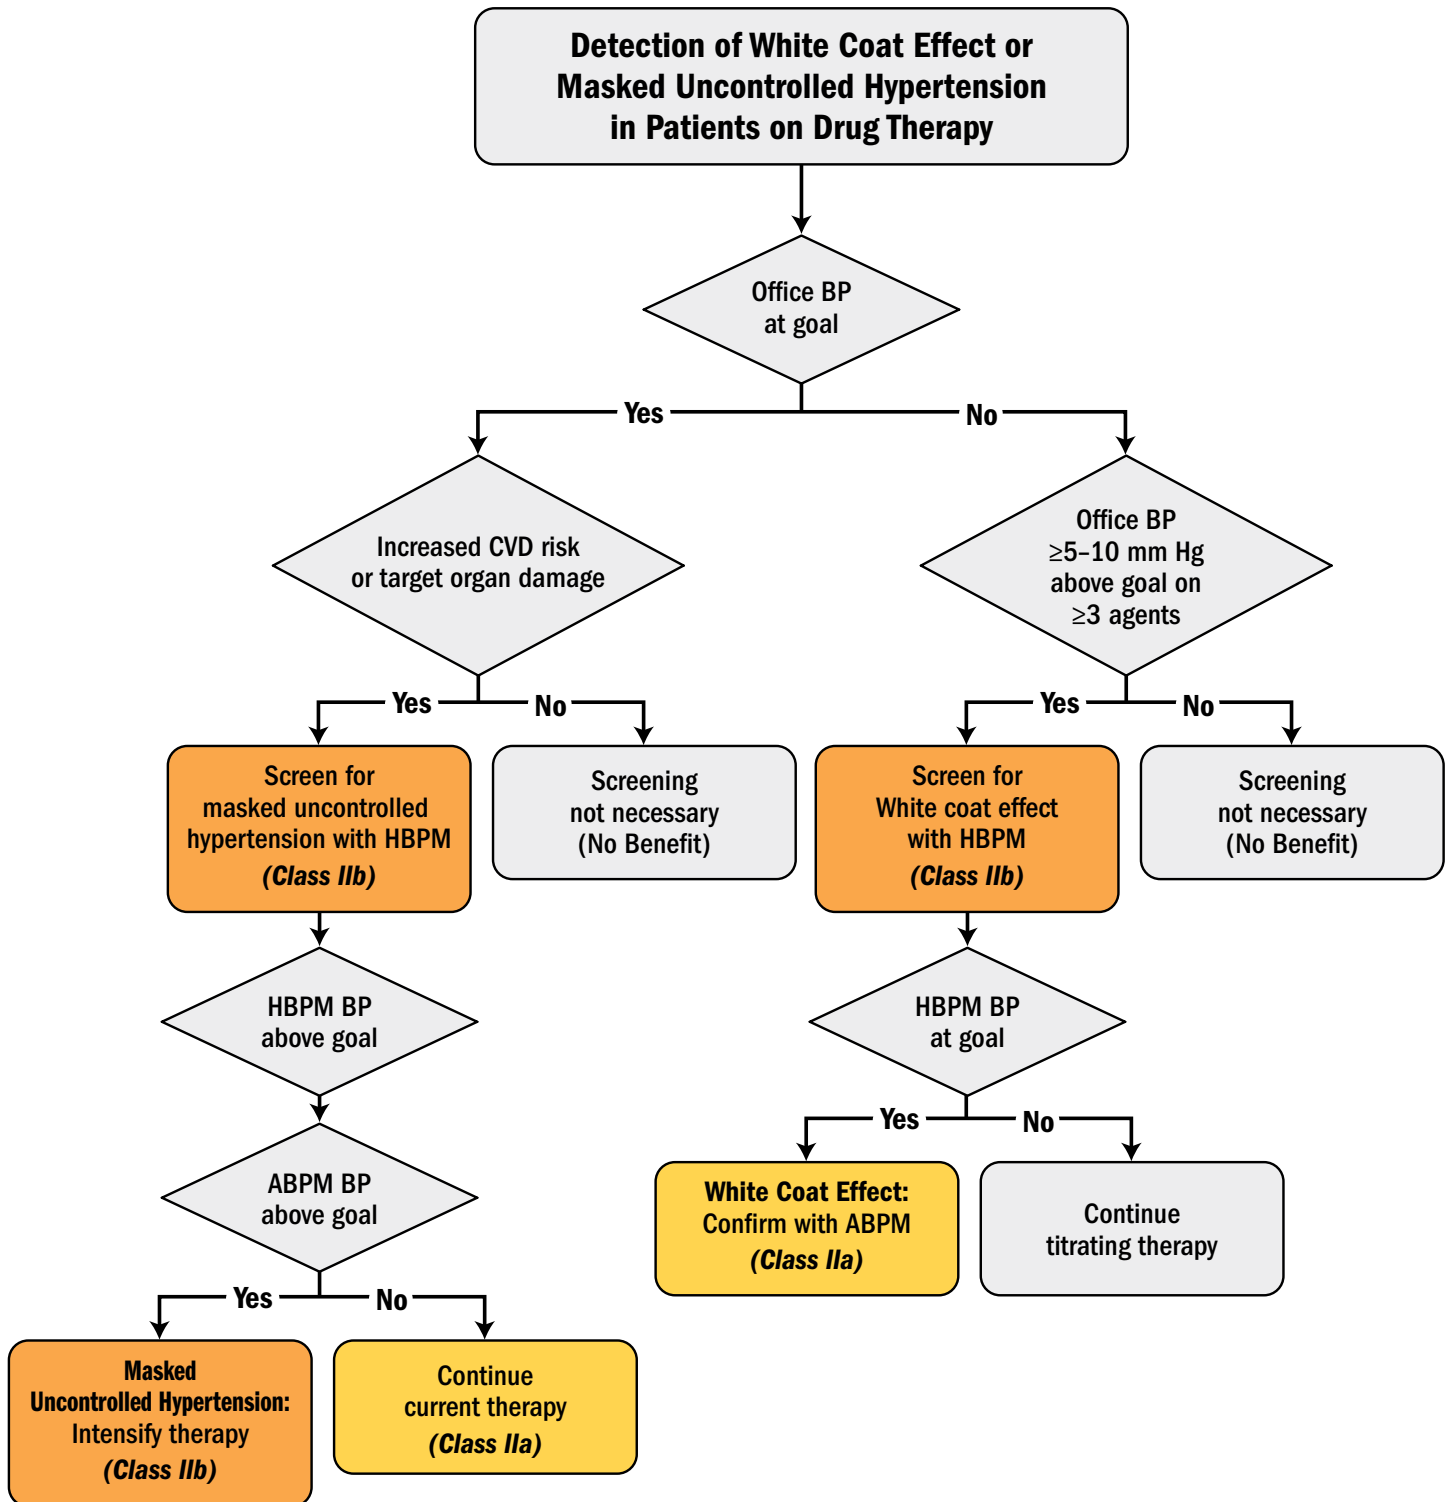 Detection of White Coat Effect or
Masked Uncontrolled Hypertension
in Patients on Drug Therapy
Office BP
at goal
Yes
No
Increased CVD risk
or target organ damage
Office BP
≥5–10 mm Hg
above goal on
≥3 agents
Yes
No
Yes
No
Screen for
masked uncontrolled
hypertension with HBPM
(Class IIb)
Screening
not necessary
(No Benefit)
Screen for
White coat effect
with HBPM
(Class IIb)
Screening
not necessary
(No Benefit)
HBPM BP
above goal
HBPM BP
at goal
ABPM BP
above goal
Yes
No
White Coat Effect:
Confirm with ABPM
(Class IIa)
Continue
titrating therapy
Yes
No
Masked
Uncontrolled Hypertension:
Intensify therapy
(Class IIb)
Continue
current therapy
(Class IIa)